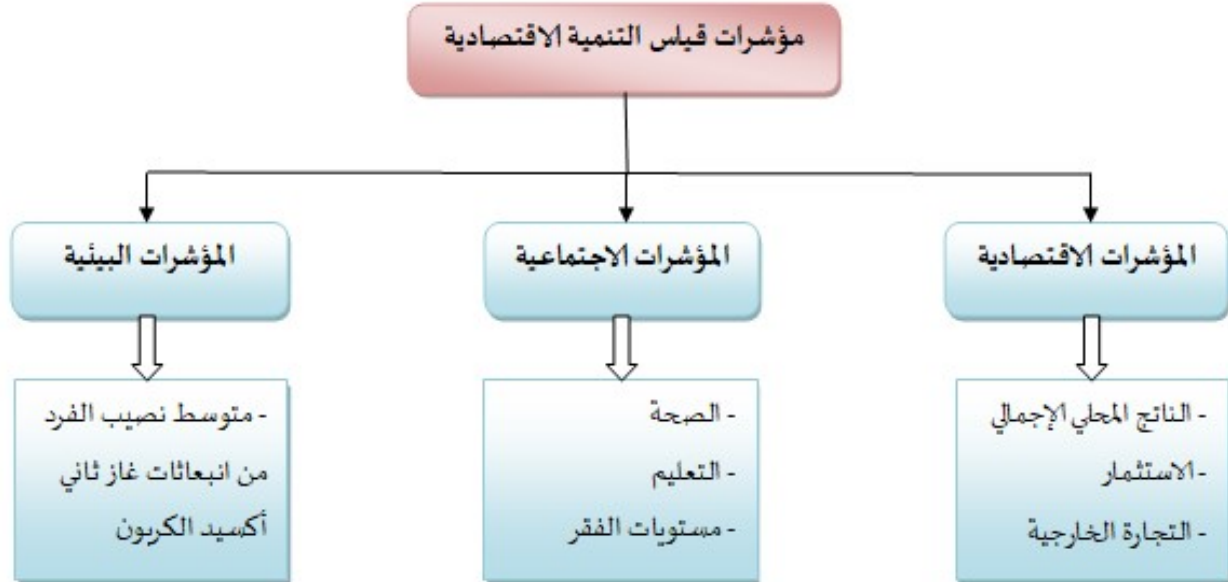 مؤشرات قياس التنمية الاقتصادية
المؤشرات الاقتصادية
المؤشرات الاجتماعية
المؤشرات البيئية
- الناتج المحلي الإجمالي
- الاستثمار
- التجارة الخارجية
- الصحة
- التعليم
- مستويات الفقر
- متوسط نصيب الفرد
من انبعاثات غاز ثاني
أكسيد الكربون